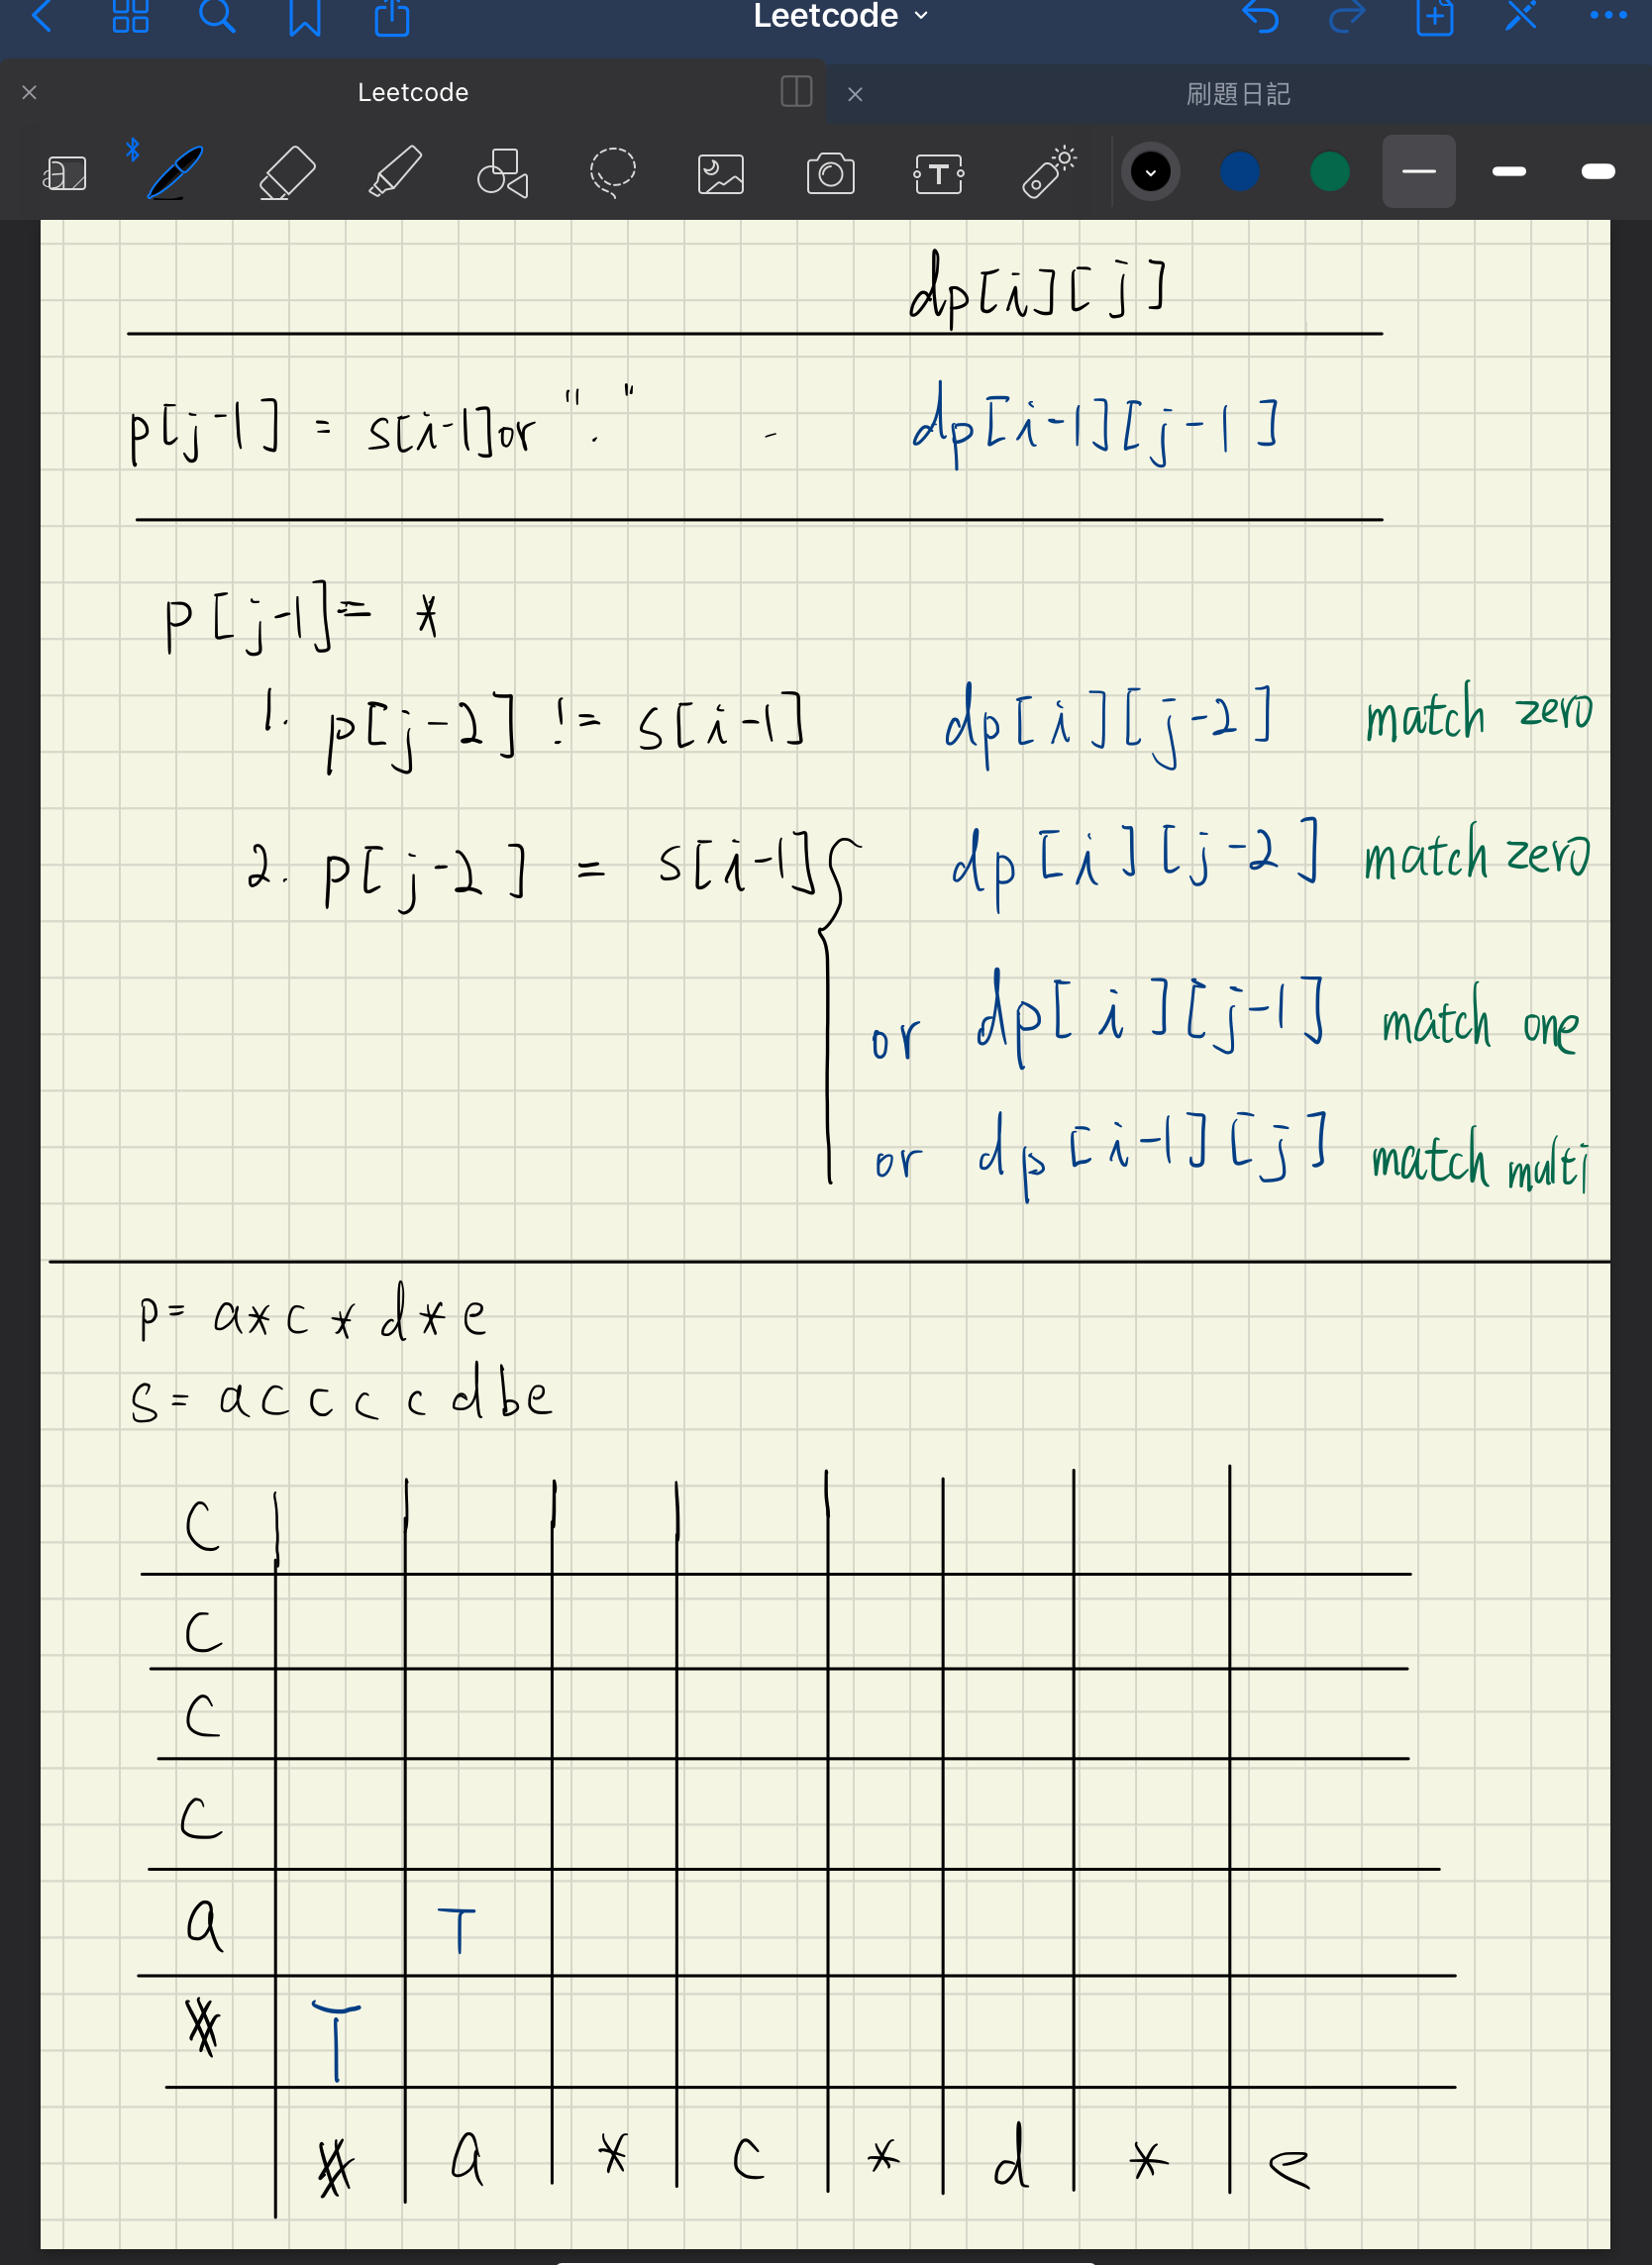 Leetcode
Leetcode
刷題日記
a
T
dp[i][j]
p[j-1] = s[i-1] or "." - dp[i-1][j-1]
p[j-1] = *
1. p[j-2] != s[i-1] dp[i][j-2] match zero
2. p[j-2] = s[i-1] { dp[i][j-2] match zero
or dp[i][j-1] match one
or dp[i-1][j] match multi
p= a*c*d*e
s= accccdbe
c
c
c
c
a T
T
a * c * d * e